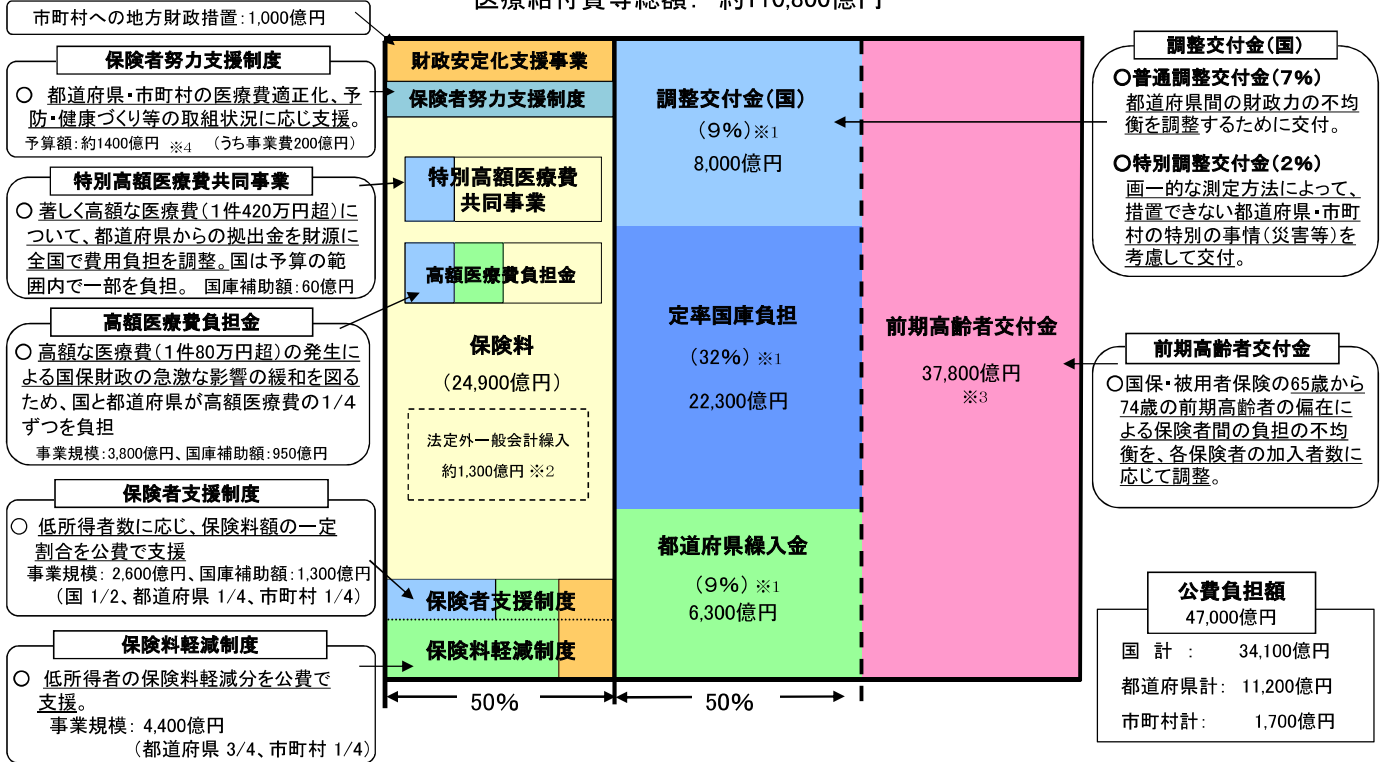 医療給付費等総額： 約110,800億円
市町村への地方財政措置：1,000億円
保険者努力支援制度
○ 都道府県・市町村の医療費適正化、予
防・健康づくり等の取組状況に応じ支援。
予算額：約1400億円 ※4 （うち事業費200億円）
特別高額医療費共同事業
○ 著しく高額な医療費（1件420万円超）に
ついて、都道府県からの拠出金を財源に
全国で費用負担を調整。国は予算の範
囲内で一部を負担。 国庫補助額：60億円
高額医療費負担金
○ 高額な医療費（1件80万円超）の発生に
よる国保財政の急激な影響の緩和を図る
ため、国と都道府県が高額医療費の1/4
ずつを負担
事業規模：3,800億円、国庫補助額：950億円
保険者支援制度
○ 低所得者数に応じ、保険料額の一定
割合を公費で支援
事業規模： 2,600億円、国庫補助額：1,300億円
（国 1/2、都道府県 1/4、市町村 1/4）
保険料軽減制度
○ 低所得者の保険料軽減分を公費で
支援。
事業規模： 4,400億円
（都道府県 3/4、市町村 1/4）
財政安定化支援事業
保険者努力支援制度
特別高額医療費
共同事業
高額医療費負担金
保険料
（24,900億円）
法定外一般会計繰入
約1,300億円 ※2
保険者支援制度
保険料軽減制度
50%
調整交付金（国）
（９％）※1
8,000億円
定率国庫負担
（32％）※1
22,300億円
都道府県繰入金
（９％）※1
6,300億円
50%
前期高齢者交付金
37,800億円
※3
調整交付金（国）
○普通調整交付金（7％）
都道府県間の財政力の不均
衡を調整するために交付。
○特別調整交付金（2％）
画一的な測定方法によって、
措置できない都道府県・市町
村の特別の事情（災害等）を
考慮して交付。
前期高齢者交付金
○国保・被用者保険の65歳から
74歳の前期高齢者の偏在に
よる保険者間の負担の不均
衡を、各保険者の加入者数に
応じて調整。
公費負担額
47,000億円
国 計 ： 34,100億円
都道府県計： 11,200億円
市町村計： 1,700億円